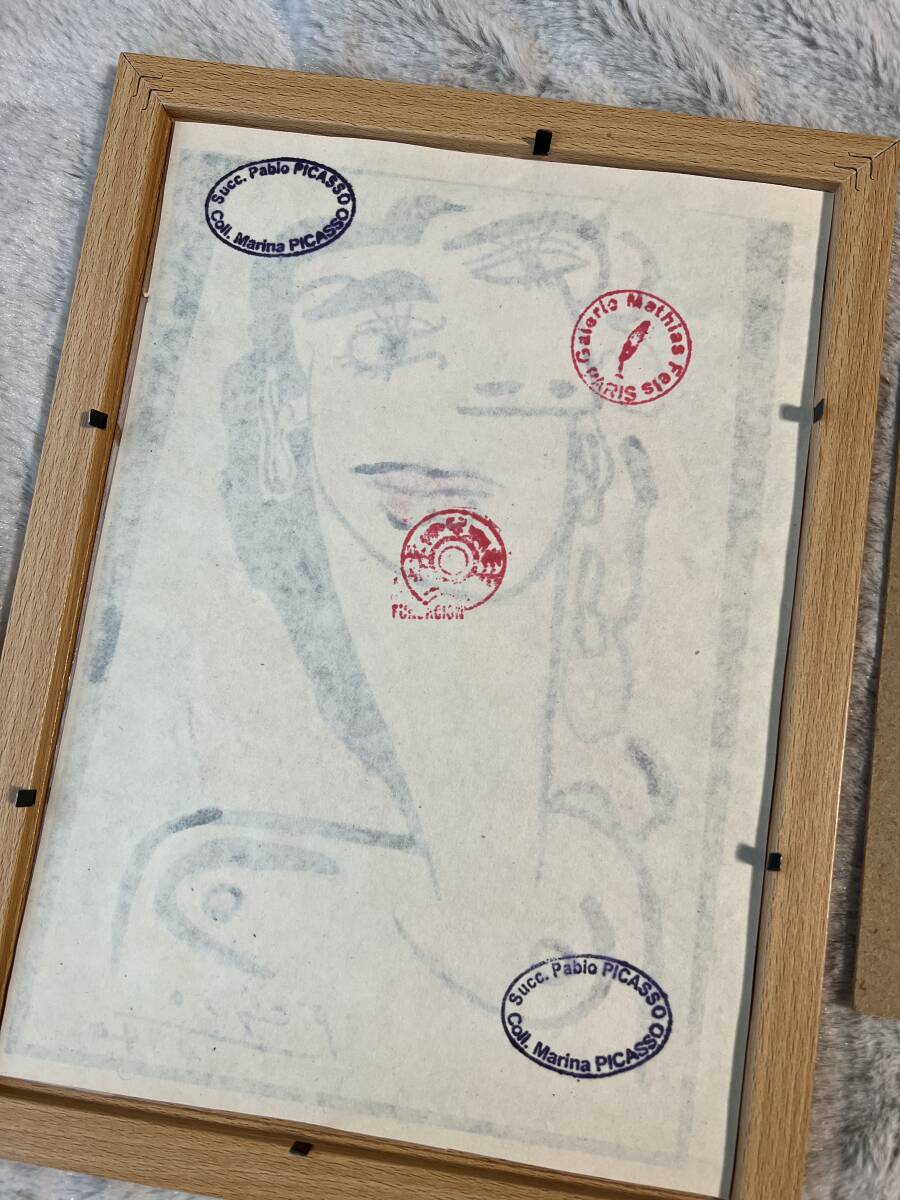 Succ. Pablo PICASSO
Coll. Marina PICASSO
Galerie Mathias Fels
PARIS
FUNDACION
Succ. Pablo PICASSO
Coll. Marina PICASSO